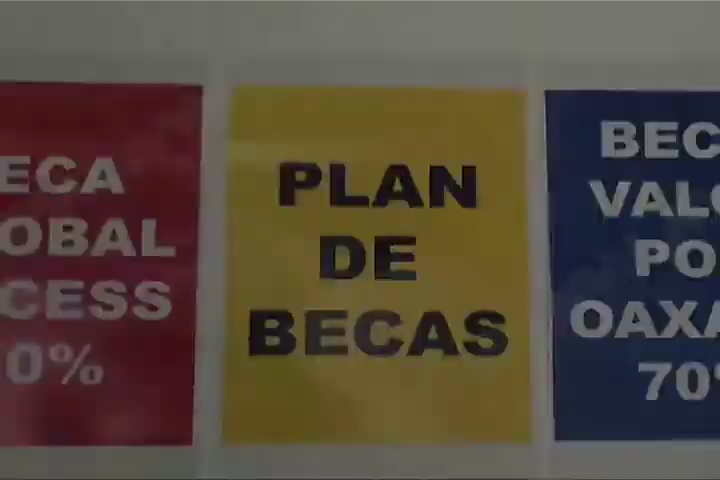 ECA
OBAL
CESS
0%
PLAN
DE
BECAS
BEC
VALO
PO
OAXA
70%